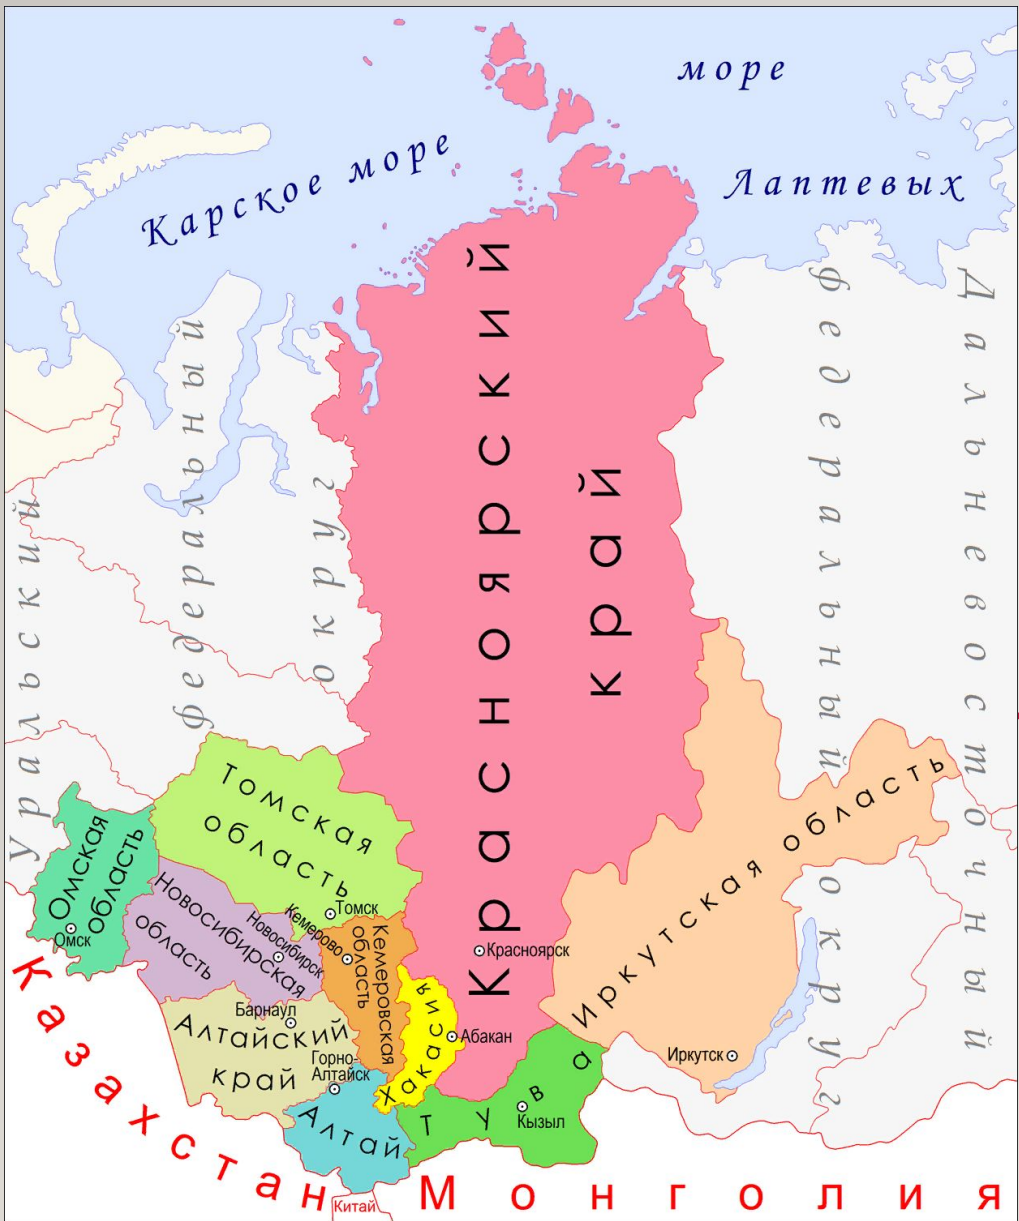 море
Карское море
Лаптевых
Уральский
федеральный
округ
Дальневосточный
федеральный
округ
Красноярский
край
Томская
область
Омская
область
Омск
Новосибирская
область
Новосибирск
Томск
Кемерово
Кемеровская
область
Красноярск
Иркутская область
Иркутск
Хакасия
Абакан
Барнаул
Алтайский
край
Горно-
Алтайск
Алтай
Тува
Кызыл
Казахстан
Китай
Монголия